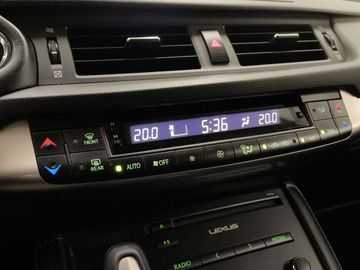 20.0 5:36 20.0
FRONT
REAR
AUTO OFF
LEXUS
RADIO MEDIA